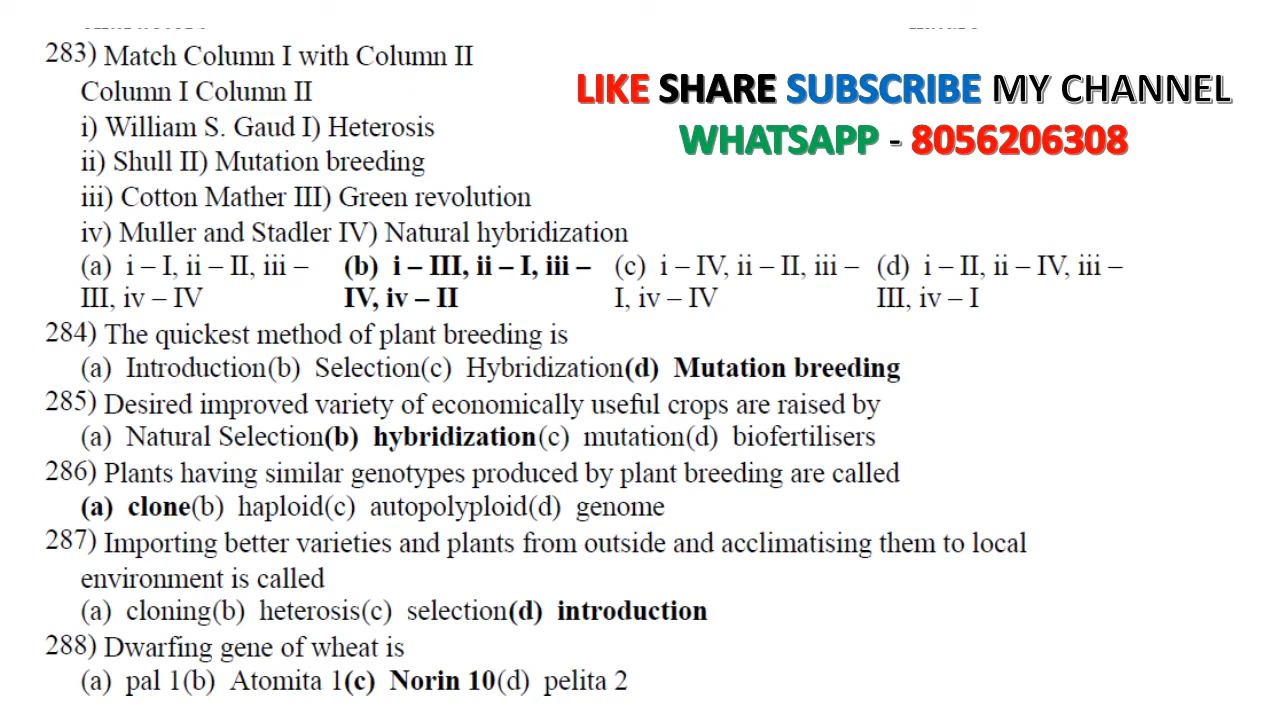 283) Match Column I with Column II
LIKE SHARE SUBSCRIBE MY CHANNEL
WHATSAPP - 8056206308
Column I Column II
i) William S. Gaud I) Heterosis
ii) Shull II) Mutation breeding
iii) Cotton Mather III) Green revolution
iv) Muller and Stadler IV) Natural hybridization
(a) i – I, ii – II, iii – (b) i – III, ii – I, iii – (c) i – IV, ii – II, iii – (d) i – II, ii – IV, iii –
III, iv – IV IV, iv – II I, iv – IV III, iv – I
284) The quickest method of plant breeding is
(a) Introduction(b) Selection(c) Hybridization(d) Mutation breeding
285) Desired improved variety of economically useful crops are raised by
(a) Natural Selection(b) hybridization(c) mutation(d) biofertilisers
286) Plants having similar genotypes produced by plant breeding are called
(a) clone(b) haploid(c) autopolyploid(d) genome
287) Importing better varieties and plants from outside and acclimatising them to local
environment is called
(a) cloning(b) heterosis(c) selection(d) introduction
288) Dwarfing gene of wheat is
(a) pal 1(b) Atomita 1(c) Norin 10(d) pelita 2